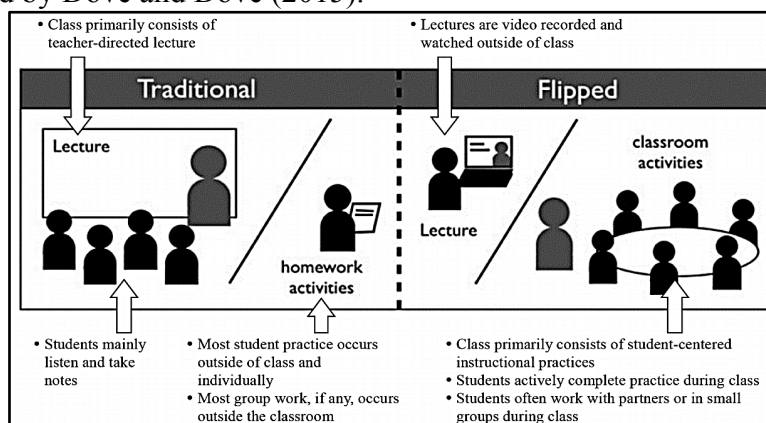 d by Dove and Dove (2015).
• Class primarily consists of
teacher-directed lecture
• Lectures are video recorded and
watched outside of class
Traditional
Flipped
Lecture
homework
activities
Lecture
classroom
activities
• Students mainly
listen and take
notes
• Most student practice occurs
outside of class and
individually
• Most group work, if any, occurs
outside the classroom
• Class primarily consists of student-centered
instructional practices
• Students actively complete practice during class
• Students often work with partners or in small
groups during class